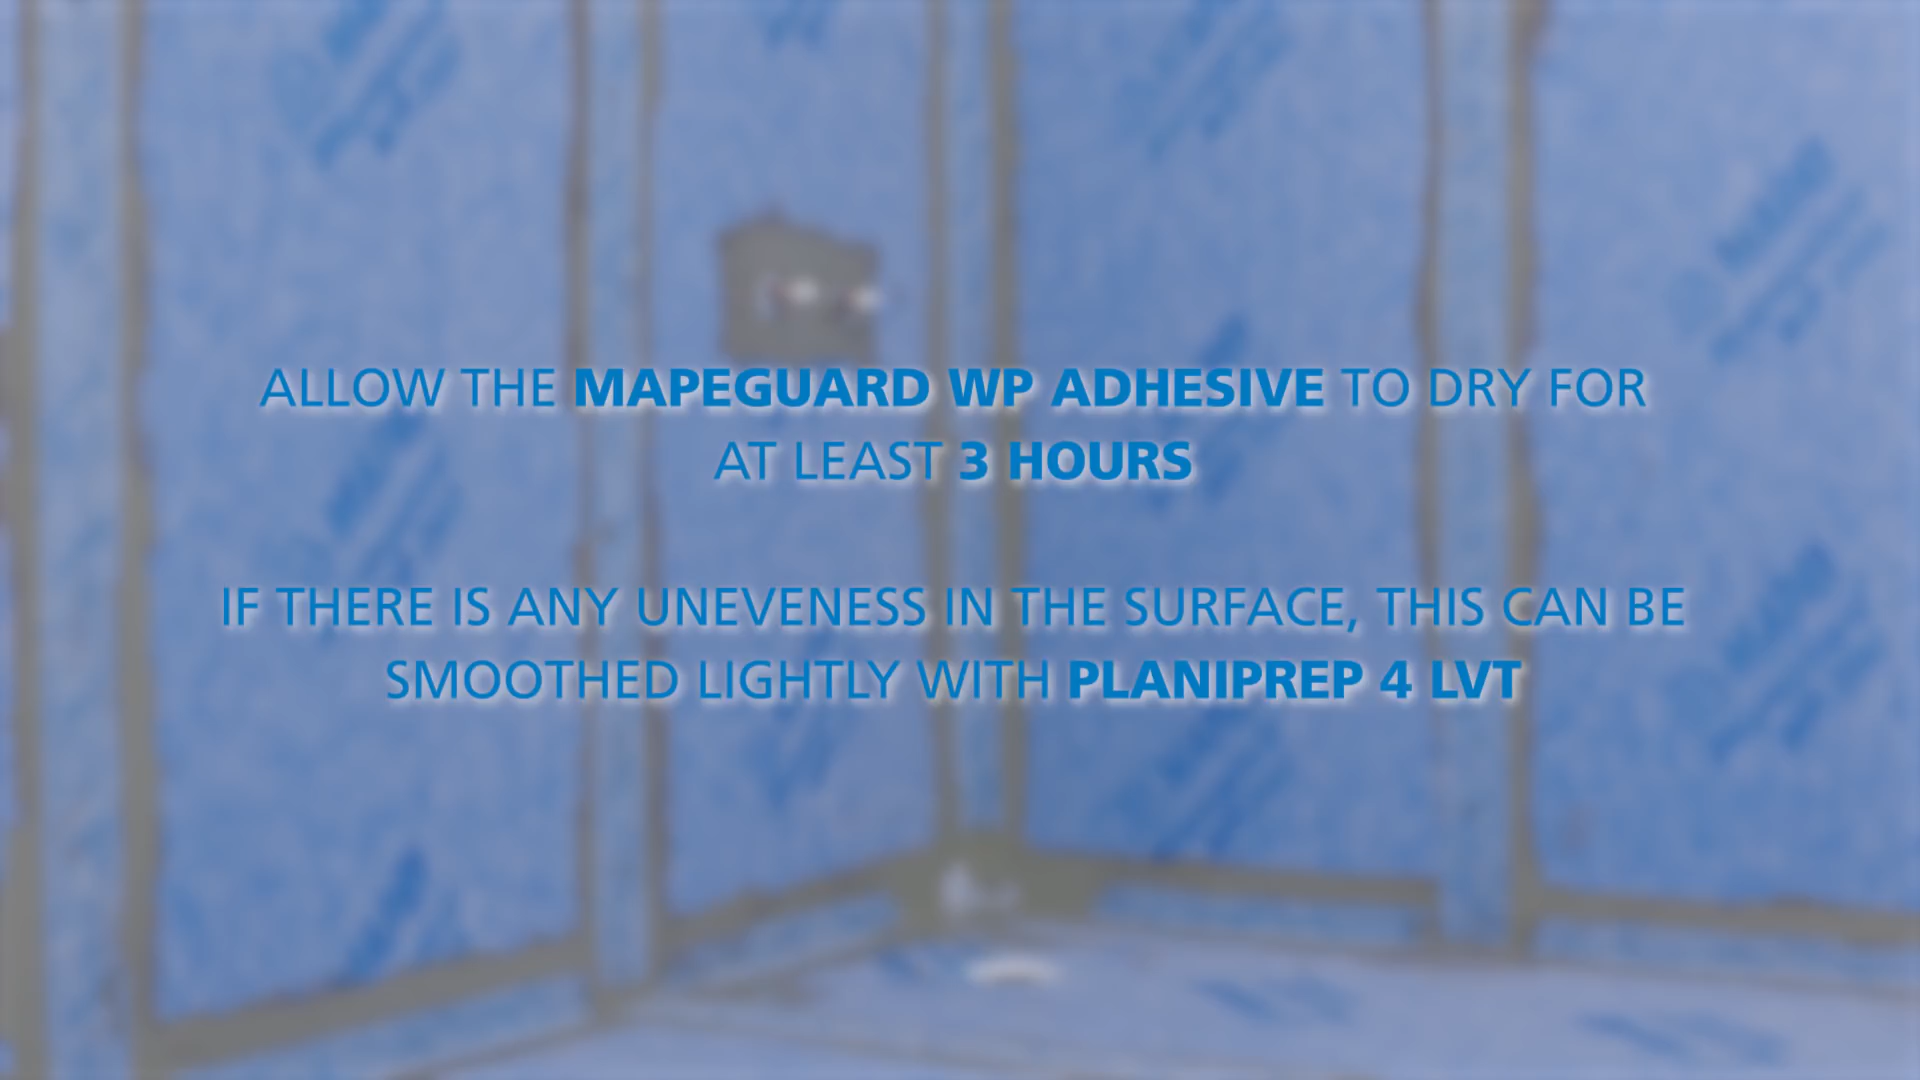 ALLOW THE MAPEGUARD WP ADHESIVE TO DRY FOR
AT LEAST 3 HOURS
IF THERE IS ANY UNEVENESS IN THE SURFACE, THIS CAN BE
SMOOTHED LIGHTLY WITH PLANIPREP 4 LVT